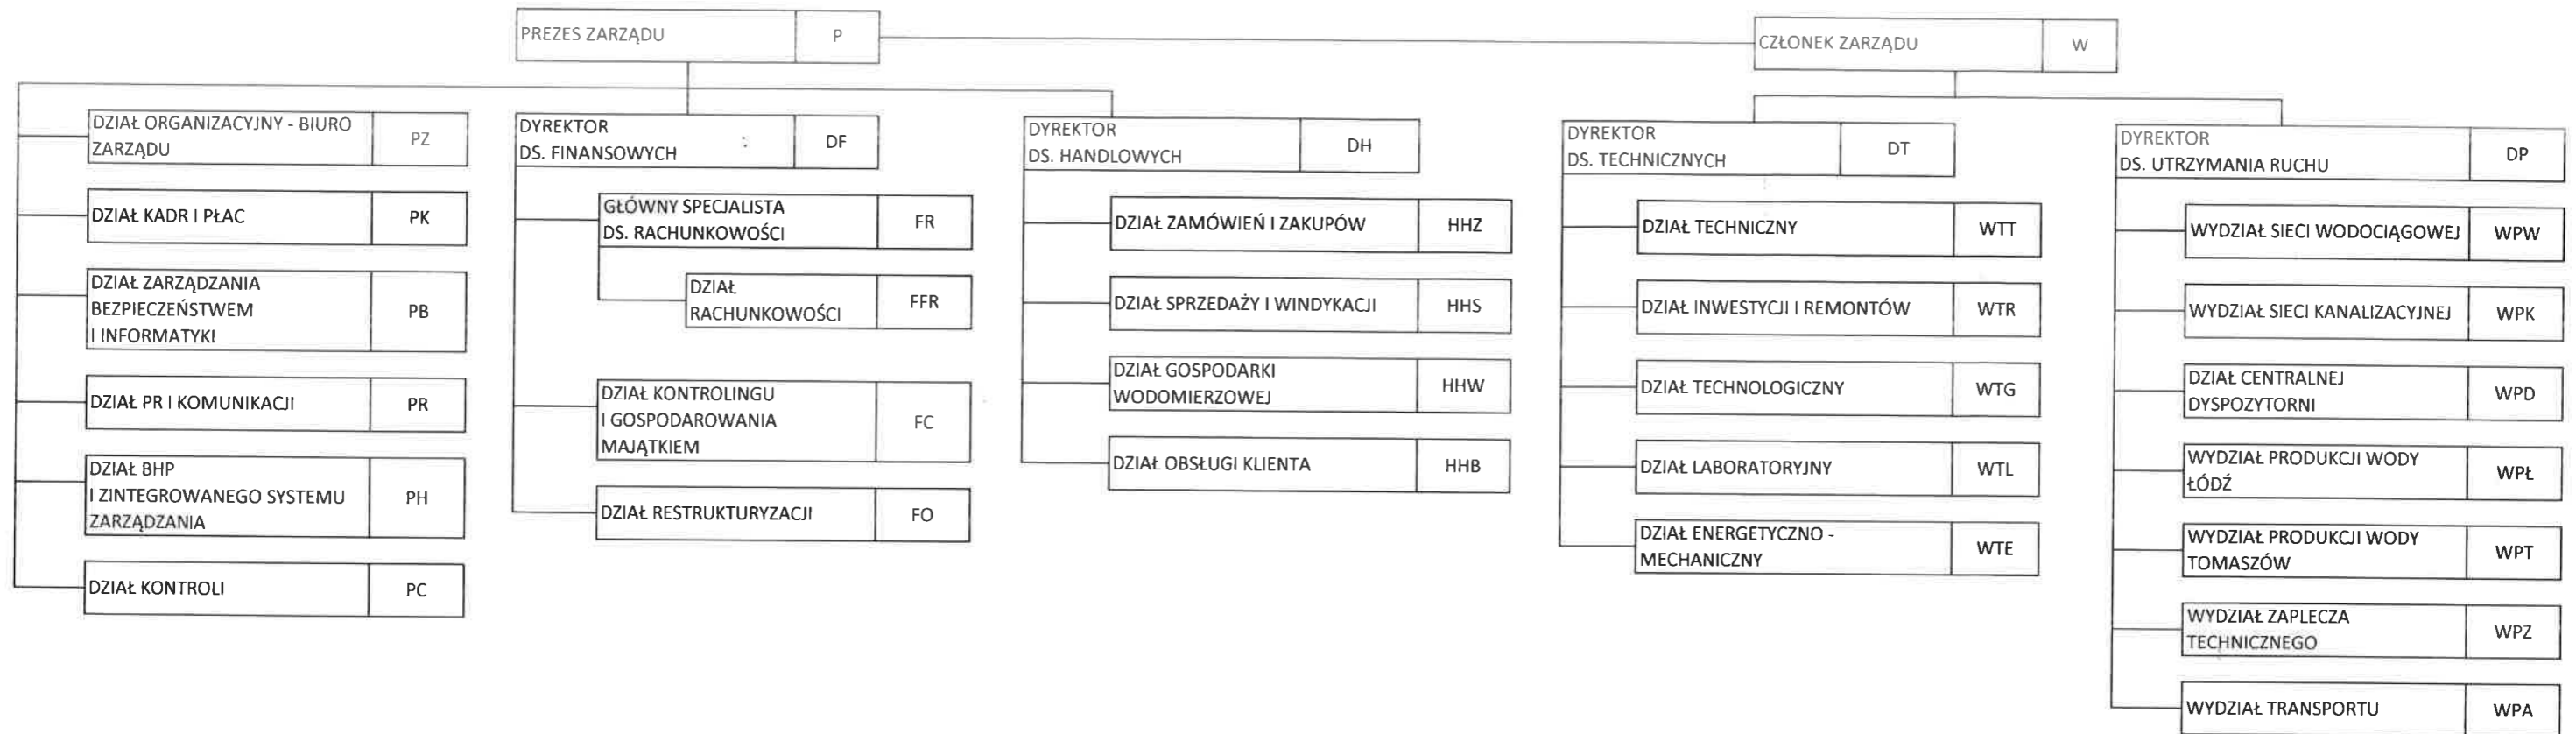 PREZES ZARZĄDU
P
CZŁONEK ZARZĄDU
W
DZIAŁ ORGANIZACYJNY - BIURO
ZARZĄDU
PZ
DZIAŁ KADR I PŁAC
PK
DZIAŁ ZARZĄDZANIA
BEZPIECZEŃSTWEM
I INFORMATYKI
PB
DZIAŁ PR I KOMUNIKACJI
PR
DZIAŁ BHP
I ZINTEGROWANEGO SYSTEMU
ZARZĄDZANIA
PH
DZIAŁ KONTROLI
PC
DYREKTOR
DS. FINANSOWYCH
DF
GŁÓWNY SPECJALISTA
DS. RACHUNKOWOŚCI
FR
DZIAŁ
RACHUNKOWOŚCI
FFR
DZIAŁ KONTROLINGU
I GOSPODAROWANIA
MAJĄTKIEM
FC
DZIAŁ RESTRUKTURYZACJI
FO
DYREKTOR
DS. HANDLOWYCH
DH
DZIAŁ ZAMÓWIEŃ I ZAKUPÓW
HHZ
DZIAŁ SPRZEDAŻY I WINDYKACJI
HHS
DZIAŁ GOSPODARKI
WODOMIERZOWEJ
HHW
DZIAŁ OBSŁUGI KLIENTA
HHB
DYREKTOR
DS. TECHNICZNYCH
DT
DZIAŁ TECHNICZNY
WTT
DZIAŁ INWESTYCJI I REMONTÓW
WTR
DZIAŁ TECHNOLOGICZNY
WTG
DZIAŁ LABORATORYJNY
WTL
DZIAŁ ENERGETYCZNO -
MECHANICZNY
WTE
DYREKTOR
DS. UTRZYMANIA RUCHU
DP
WYDZIAŁ SIECI WODOCIĄGOWEJ
WPW
WYDZIAŁ SIECI KANALIZACYJNEJ
WPK
DZIAŁ CENTRALNEJ
DYSPOZYTORNI
WPD
WYDZIAŁ PRODUKCJI WODY
ŁÓDŹ
WPŁ
WYDZIAŁ PRODUKCJI WODY
TOMASZÓW
WPT
WYDZIAŁ ZAPLECZA
TECHNICZNEGO
WPZ
WYDZIAŁ TRANSPORTU
WPA